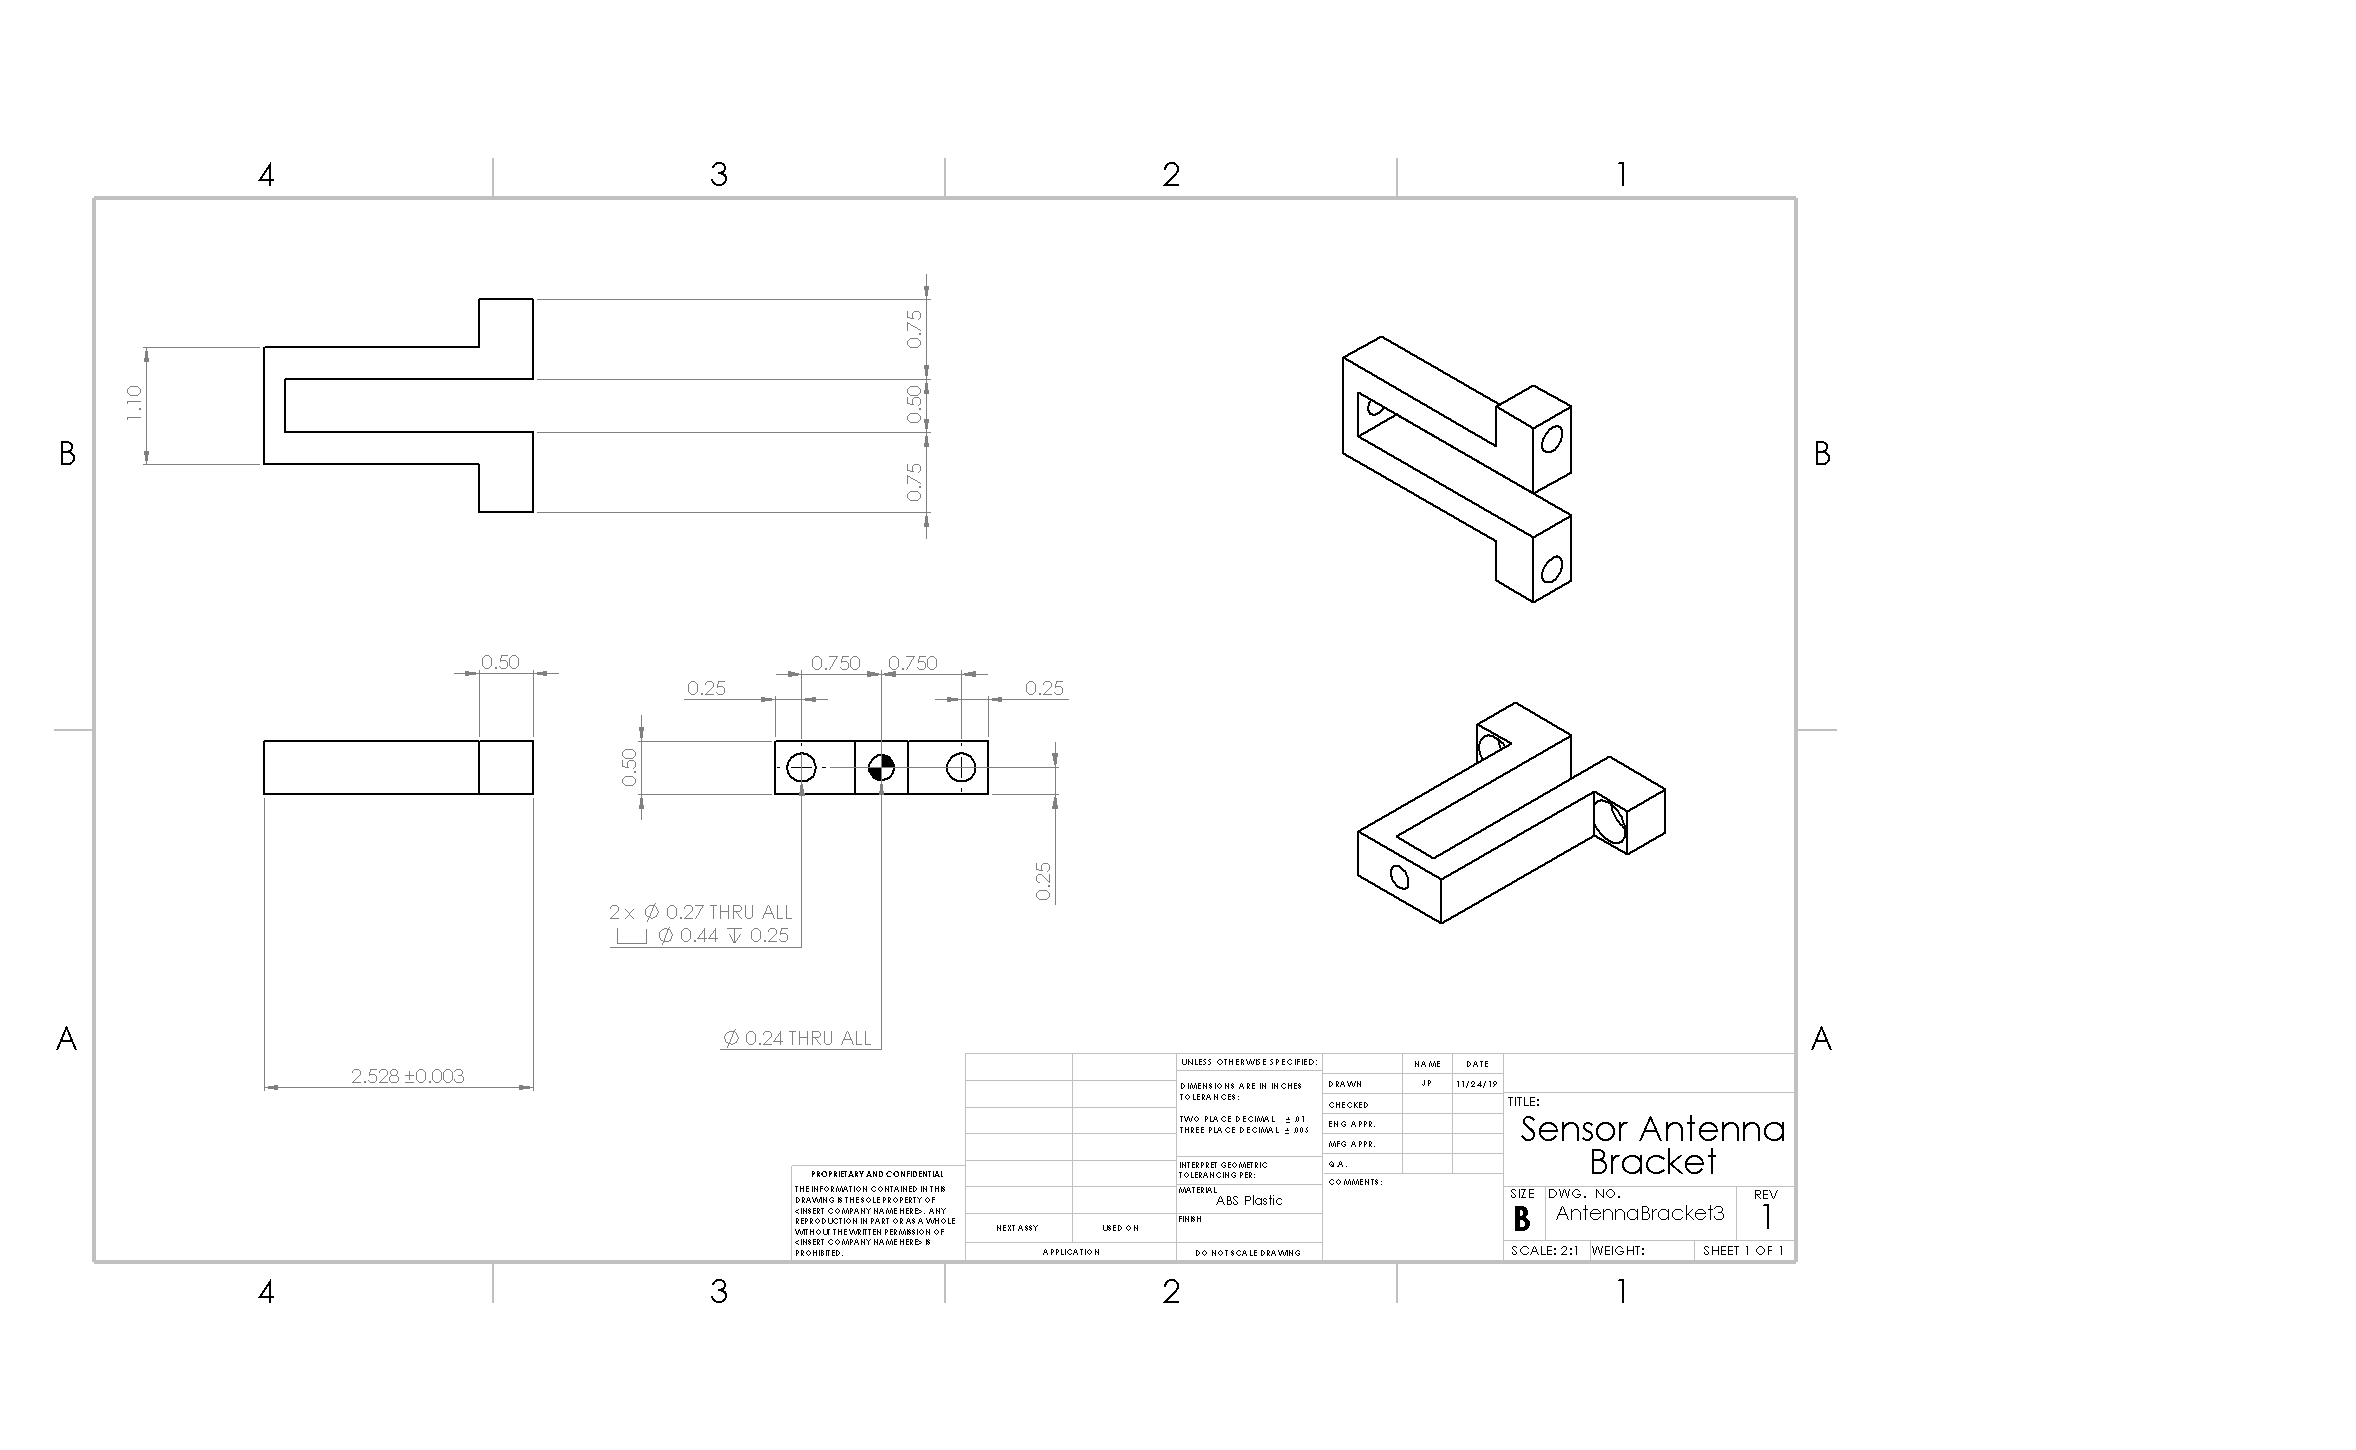 4 3 2 1
B B
A A
0.75
0.50
0.75
1.10
0.50
0.750 0.750
0.25 0.25
0.50
0.25
2 x Ø 0.27 THRU ALL
⌴ Ø 0.44 ↧ 0.25
Ø 0.24 THRU ALL
2.528 ±0.003
PROPRIETARY AND CONFIDENTIAL
THE INFORMATION CONTAINED IN THIS
DRAWING IS THE SOLE PROPERTY OF
<INSERT COMPANY NAME HERE>. ANY
REPRODUCTION IN PART OR AS A WHOLE
WITHOUT THE WRITTEN PERMISSION OF
<INSERT COMPANY NAME HERE> IS
PROHIBITED.
NEXT ASSY USED ON
APPLICATION
UNLESS OTHERWISE SPECIFIED:
DIMENSIONS ARE IN INCHES
TOLERANCES:
TWO PLACE DECIMAL ± .01
THREE PLACE DECIMAL ± .005
INTERPRET GEOMETRIC
TOLERANCING PER:
MATERIAL
ABS Plastic
FINISH
DO NOT SCALE DRAWING
NAME DATE
DRAWN JP 11/24/19
CHECKED
ENG APPR.
MFG APPR.
Q.A.
COMMENTS:
TITLE:
Sensor Antenna
Bracket
SIZE DWG. NO. REV
B AntennaBracket3 1
SCALE: 2:1 WEIGHT: SHEET 1 OF 1
4 3 2 1